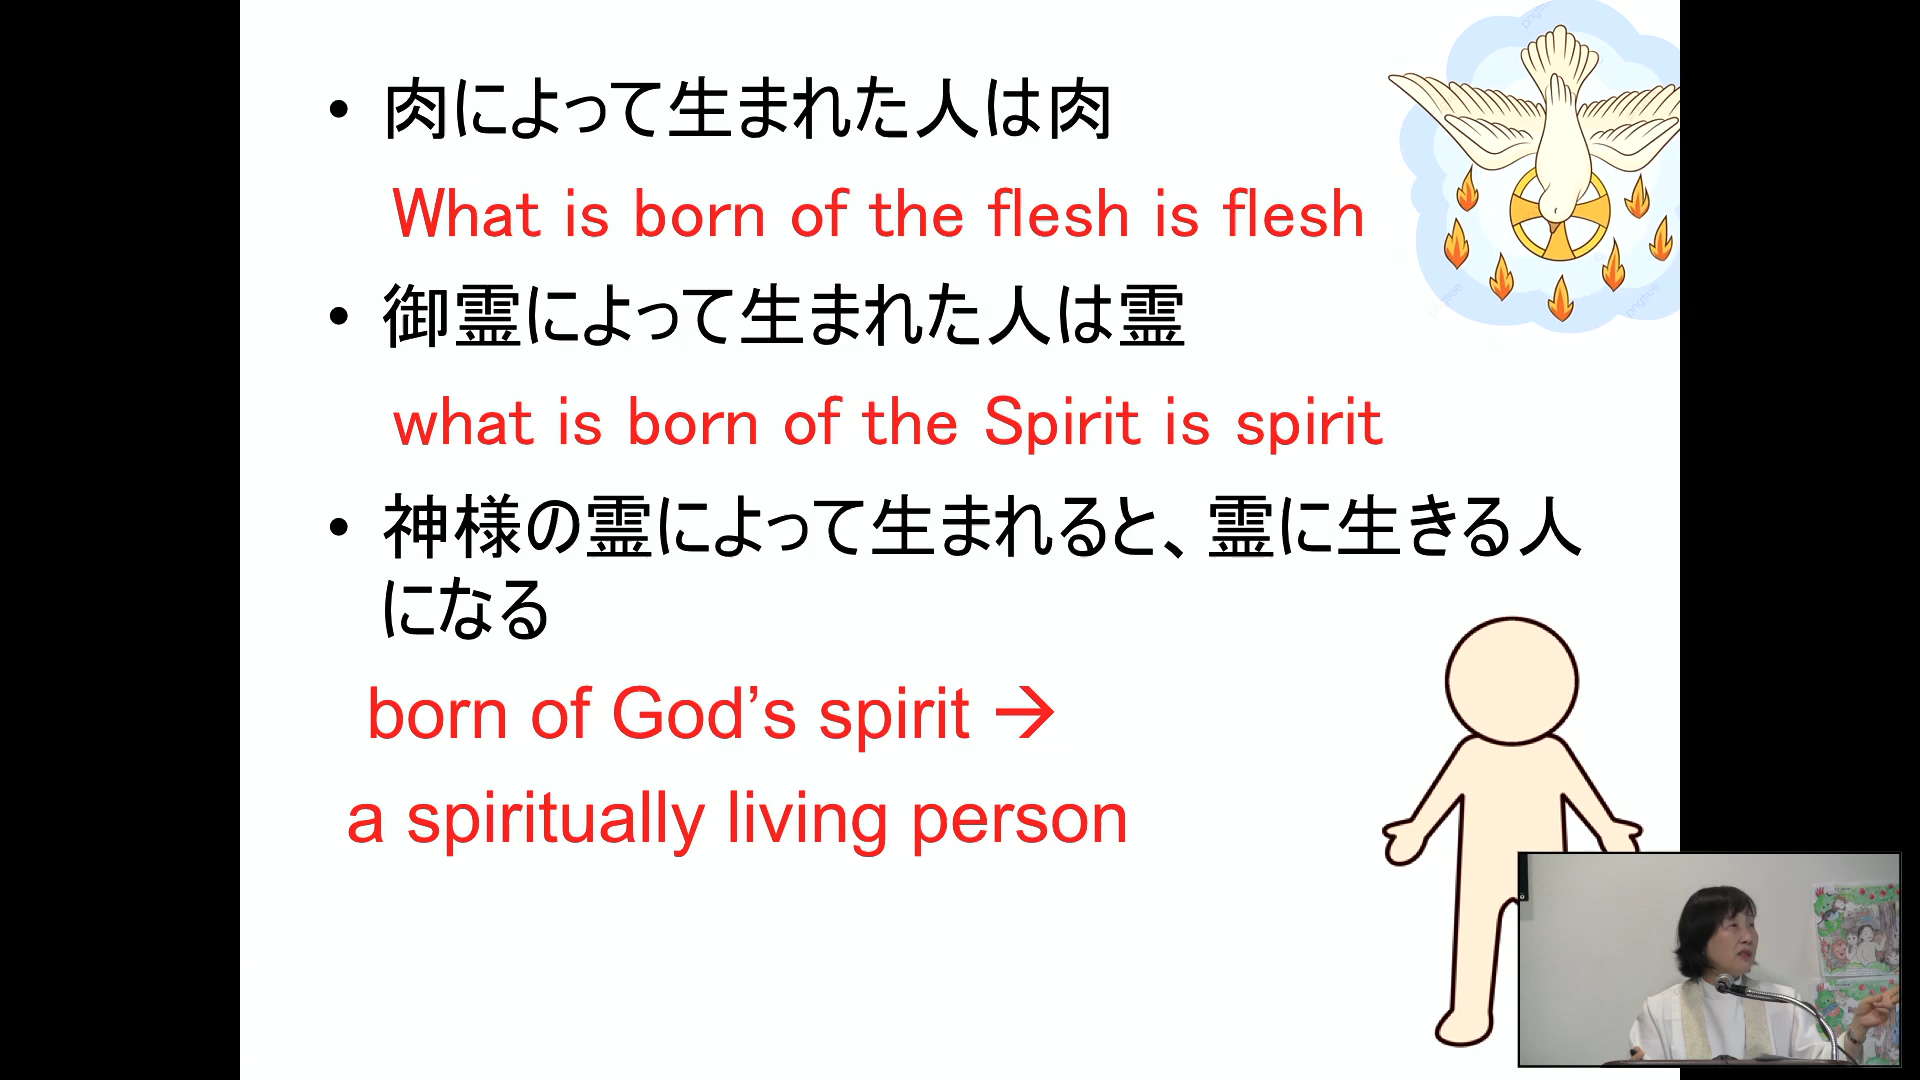 • 肉によって生まれた人は肉
What is born of the flesh is flesh
• 御霊によって生まれた人は霊
what is born of the Spirit is spirit
• 神様の霊によって生まれると、霊に生きる人
になる
born of God’s spirit →
a spiritually living person
pngtree